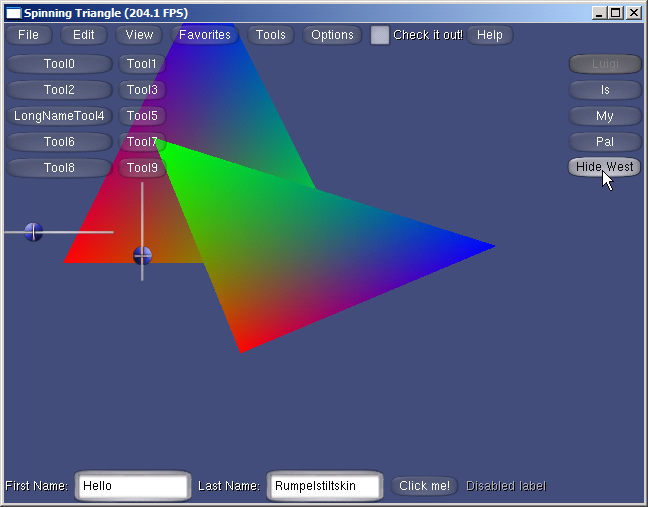 Spinning Triangle (204.1 FPS)
File Edit View Favorites Tools Options Check it out! Help
Tool0 Tool1 Luigi
Tool2 Tool3 Is
LongNameTool4 Tool5 My
Tool6 Tool7 Pal
Tool8 Tool9 Hide West
First Name: Hello Last Name: Rumpelstiltskin Click me! Disabled label